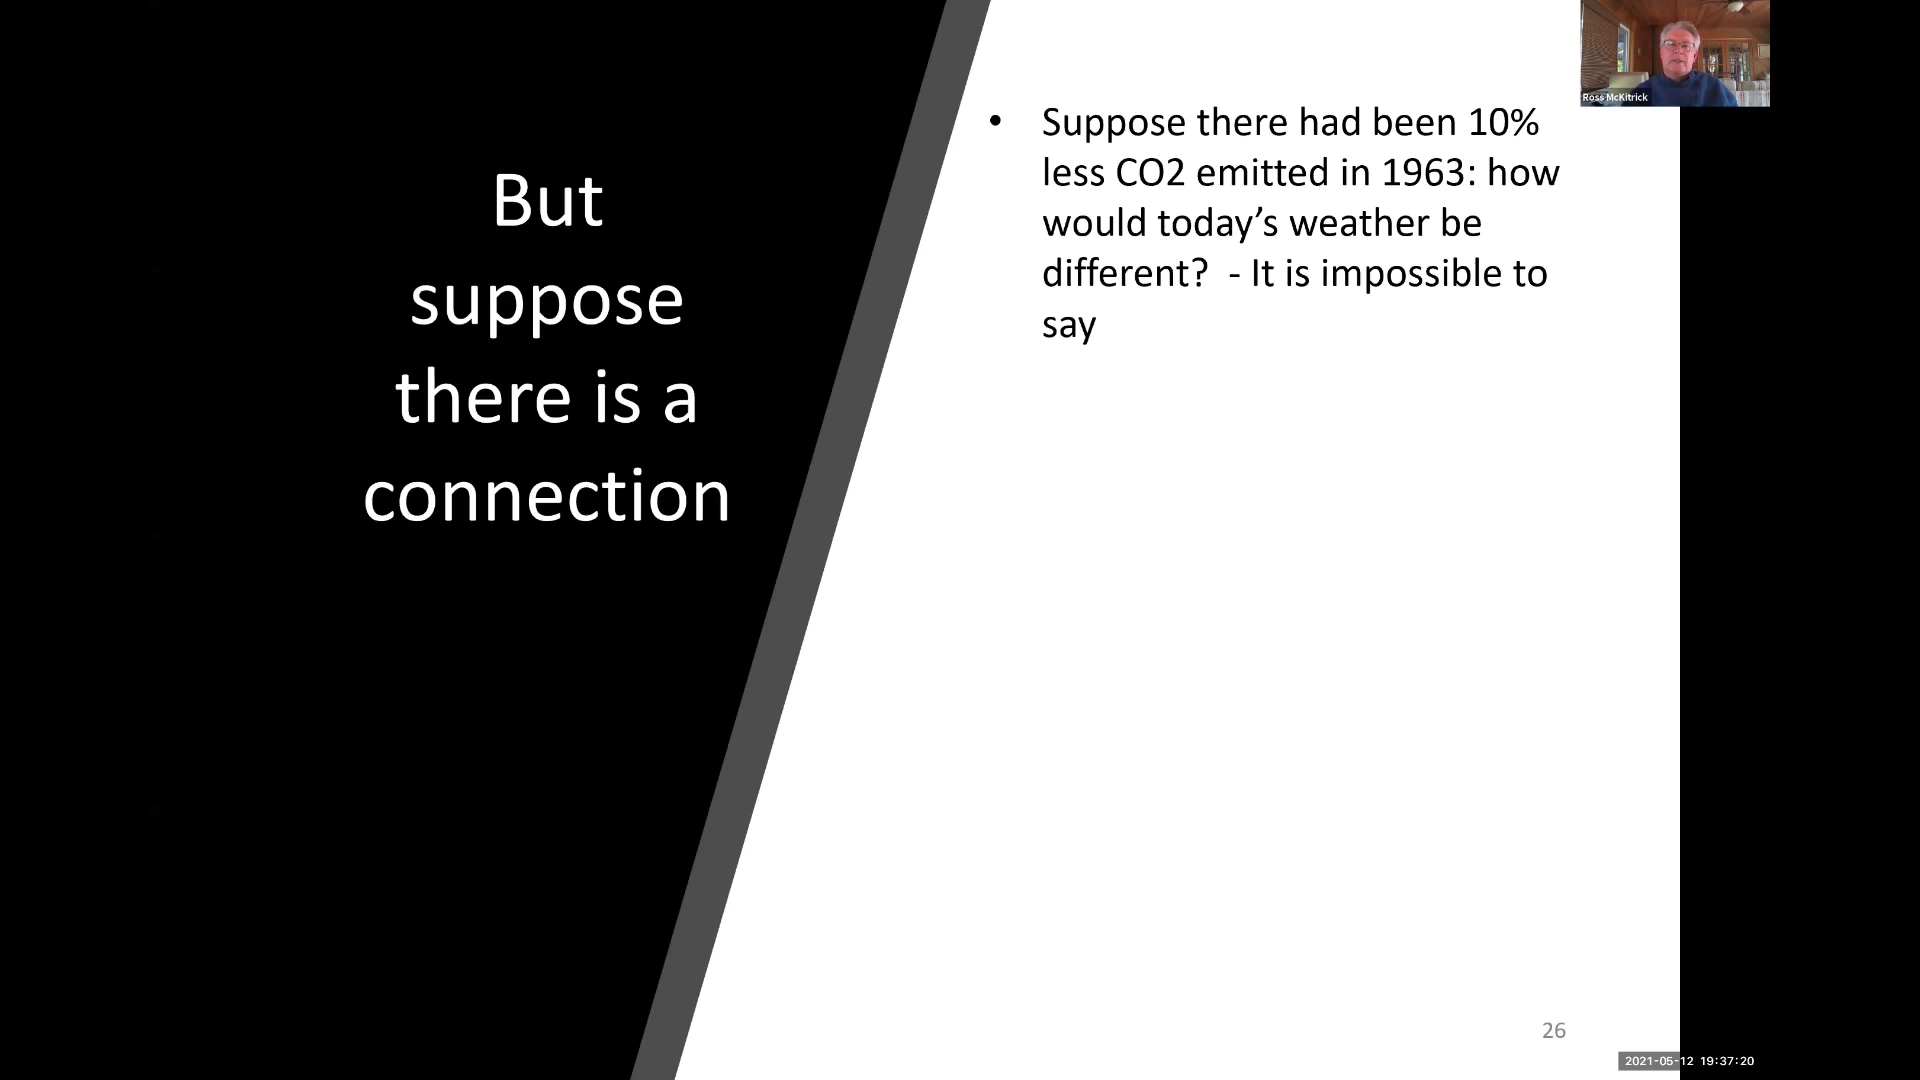 But
suppose
there is a
connection
• Suppose there had been 10%
less CO2 emitted in 1963: how
would today’s weather be
different?  - It is impossible to
say
Ross McKitrick
26
2021-05-12 19:37:20